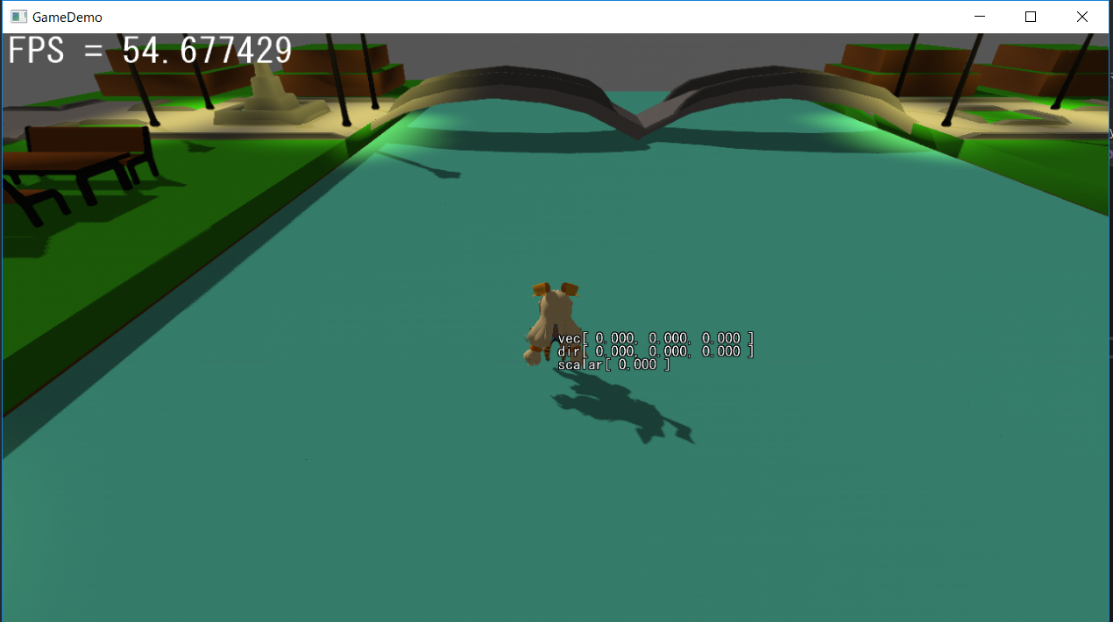 GameDemo
FPS = 54.677429
vec[ 0.000, 0.000, 0.000 ]
dir[ 0.000, 0.000, 0.000 ]
scalar[ 0.000 ]